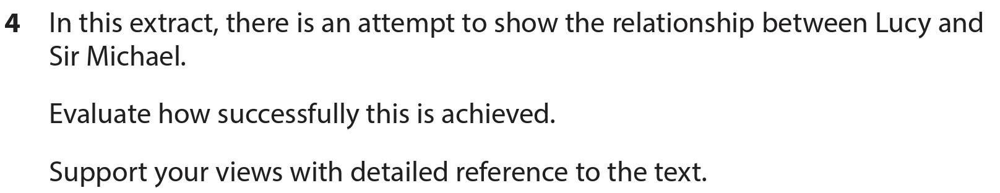 4 In this extract, there is an attempt to show the relationship between Lucy and
Sir Michael.
Evaluate how successfully this is achieved.
Support your views with detailed reference to the text.